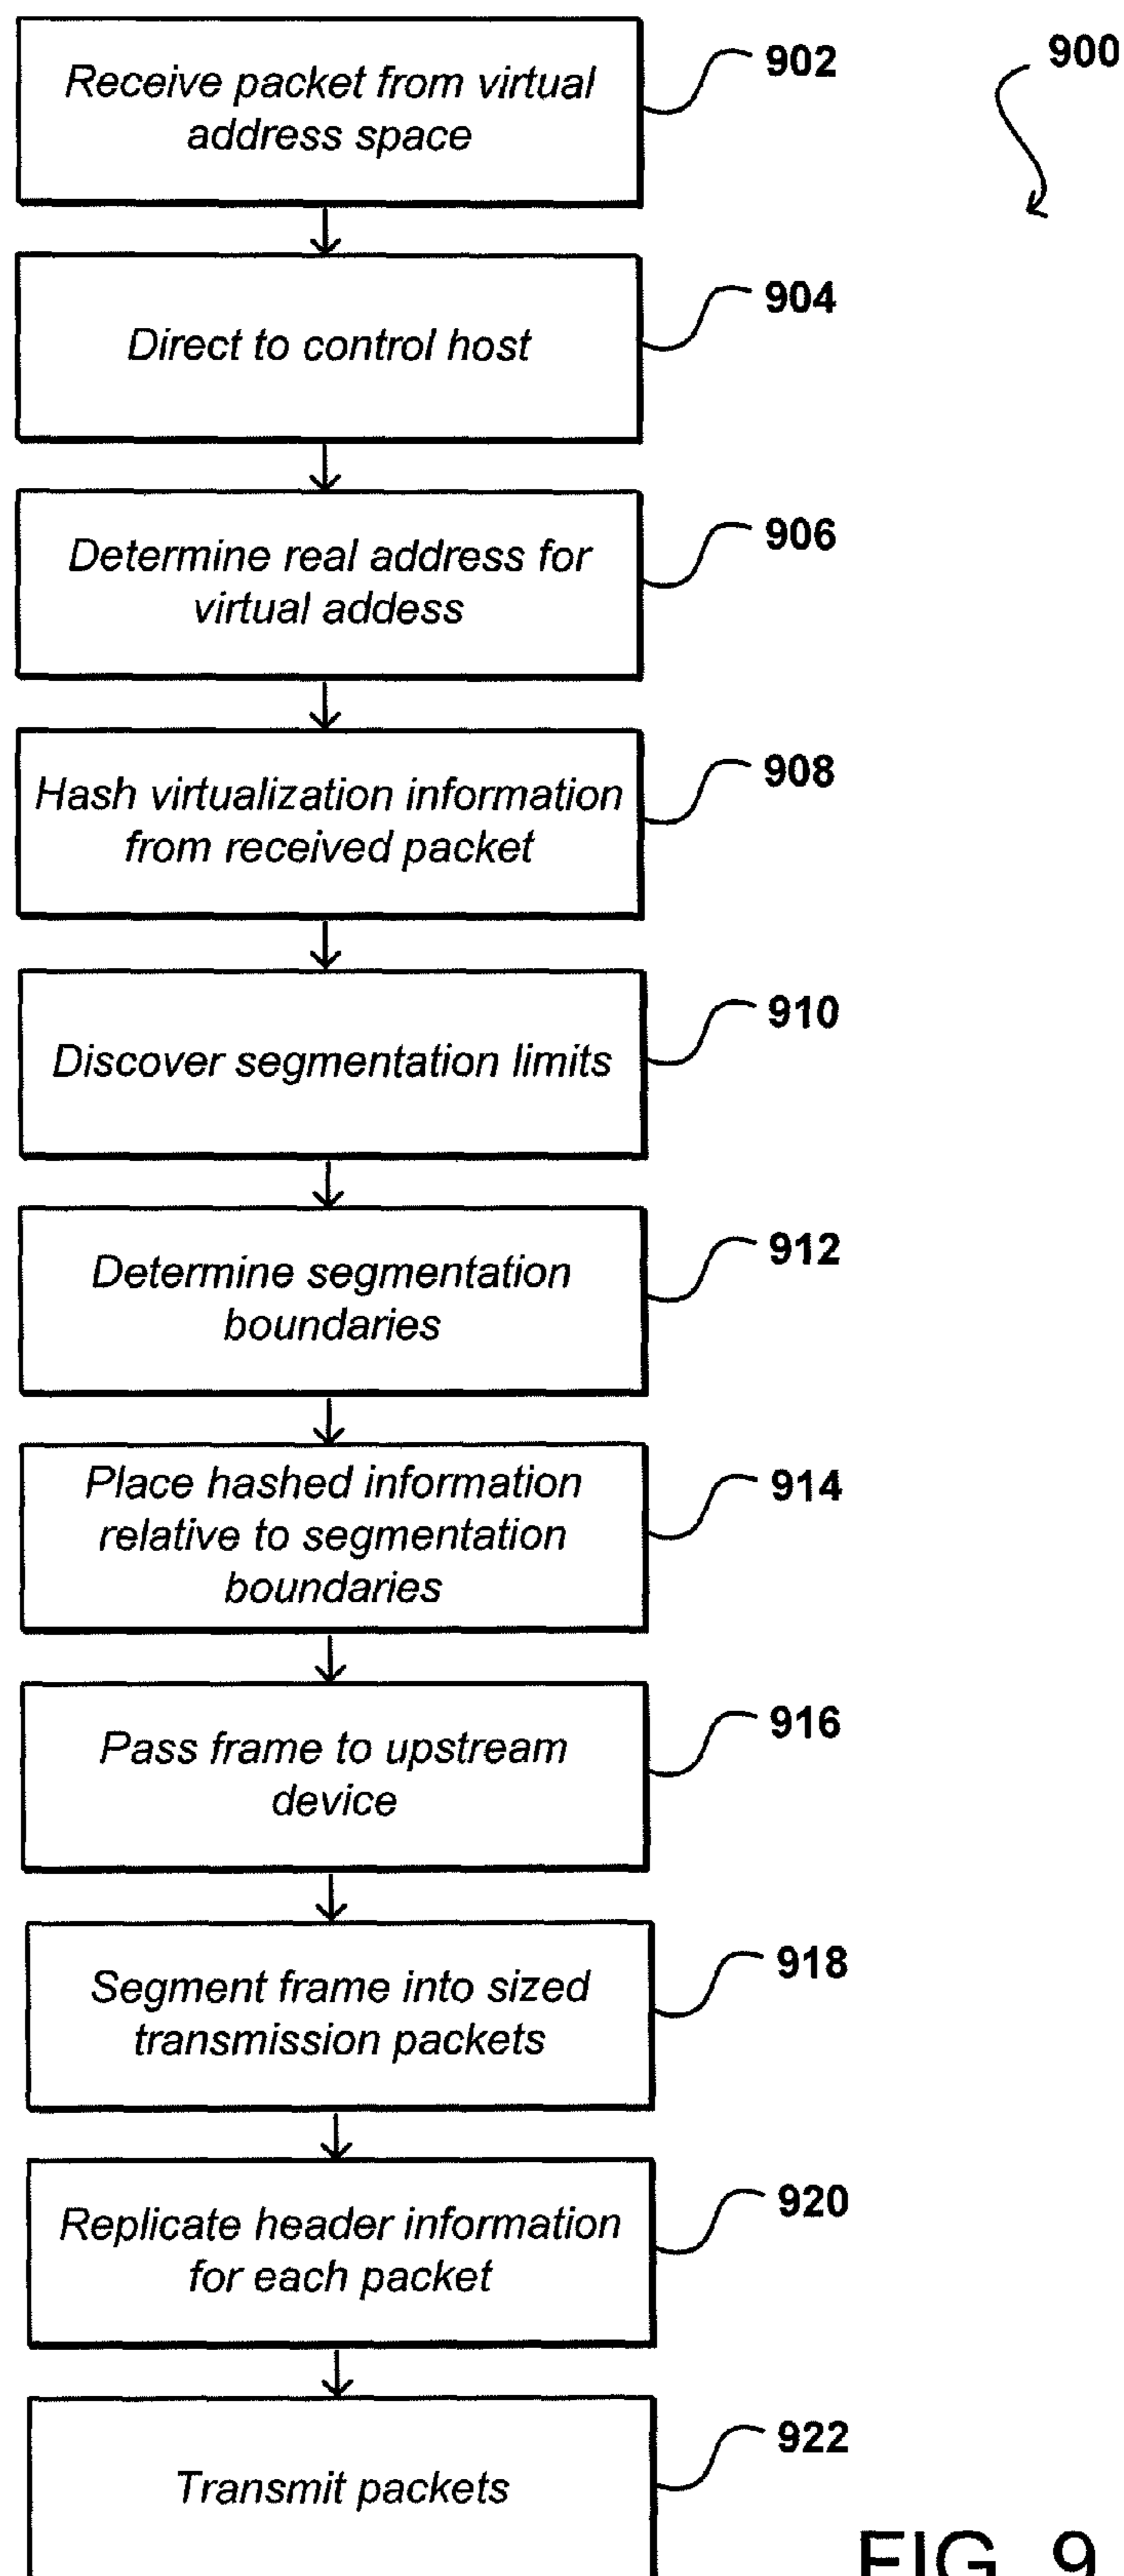 Receive packet from virtual
address space
902
900
Direct to control host
904
Determine real address for
virtual addess
906
Hash virtualization information
from received packet
908
Discover segmentation limits
910
Determine segmentation
boundaries
912
Place hashed information
relative to segmentation
boundaries
914
Pass frame to upstream
device
916
Segment frame into sized
transmission packets
918
Replicate header information
for each packet
920
Transmit packets
922
FIG. 9